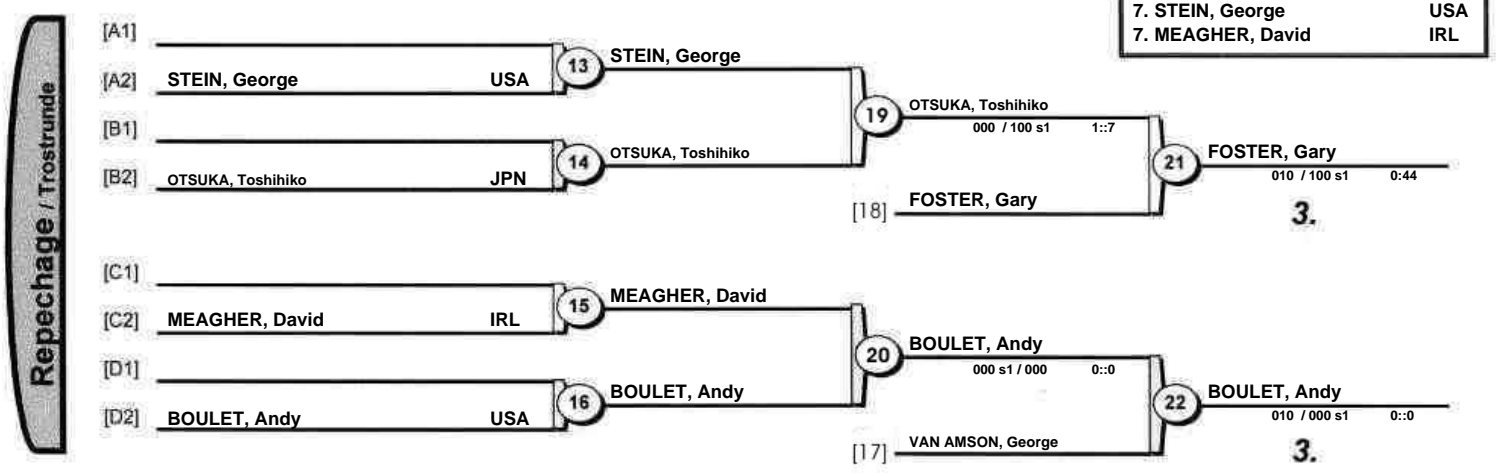 7. STEIN, George USA
7. MEAGHER, David IRL
Repechage / Trostrunde
[A1]
[A2] STEIN, George USA
13 STEIN, George
[B1]
[B2] OTSUKA, Toshihiko JPN
14 OTSUKA, Toshihiko
19 OTSUKA, Toshihiko
000 / 100 s1 1::7
[18] FOSTER, Gary
21 FOSTER, Gary
010 / 100 s1 0:44
3.
[C1]
[C2] MEAGHER, David IRL
15 MEAGHER, David
[D1]
[D2] BOULET, Andy USA
16 BOULET, Andy
20 BOULET, Andy
000 s1 / 000 0::0
[17] VAN AMSON, George
22 BOULET, Andy
010 / 000 s1 0::0
3.